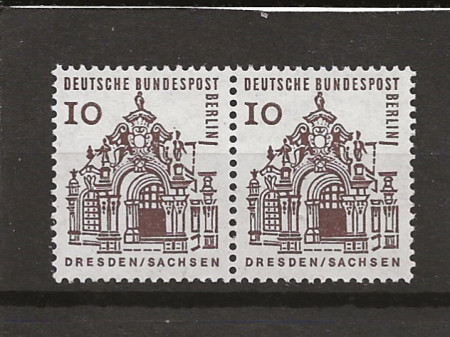 DEUTSCHE BUNDESPOST
BERLIN
10
DRESDEN/SACHSEN
DEUTSCHE BUNDESPOST
BERLIN
10
DRESDEN/SACHSEN